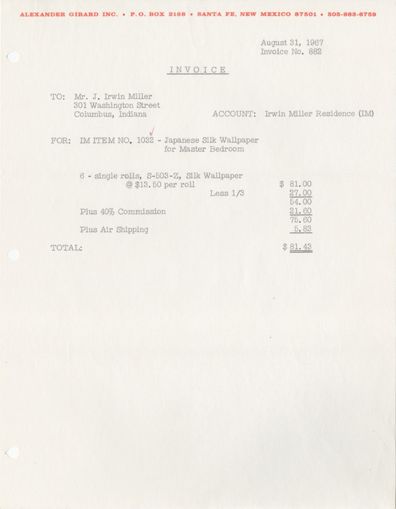 ALEXANDER GIRARD INC. • P. O. BOX 2168 • SANTA FE, NEW MEXICO 87501 • 505-983-6759
August 31, 1967
Invoice No. 882
INVOICE
TO: Mr. J. Irwin Miller
301 Washington Street
Columbus, Indiana
ACCOUNT: Irwin Miller Residence (IM)
FOR: IM ITEM NO. 1032 - Japanese Silk Wallpaper
for Master Bedroom
6 - single rolls, S-503-Z, Silk Wallpaper
@ $13.50 per roll $ 81.00
Less 1/3 27.00
54.00
Plus 40% Commission 21.60
75.60
Plus Air Shipping 5.83
TOTAL: $ 81.43